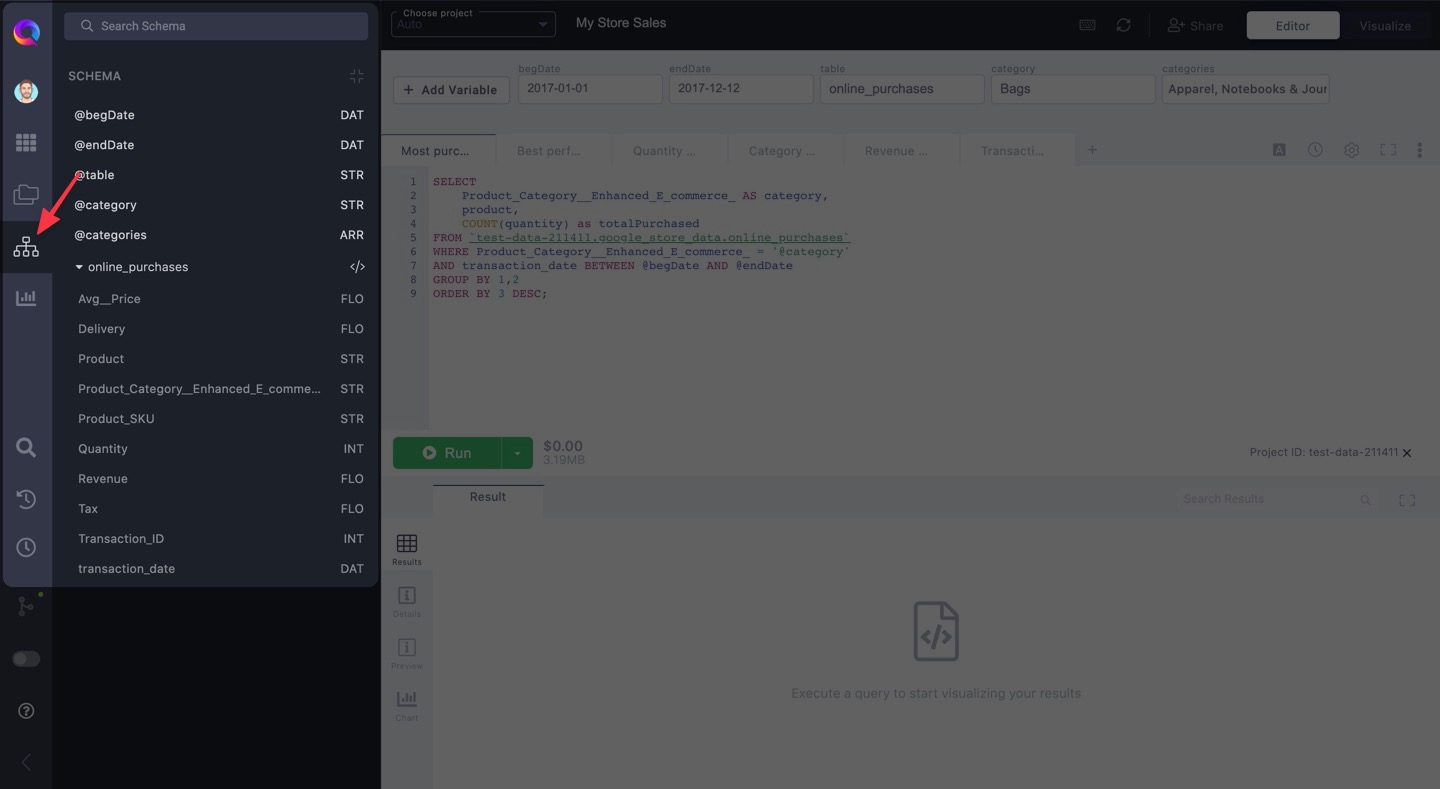 Search Schema
SCHEMA
@begDate DAT
@endDate DAT
@table STR
@category STR
@categories ARR
online_purchases </>
Avg__Price FLO
Delivery FLO
Product STR
Product_Category__Enhanced_E_comme... STR
Product_SKU STR
Quantity INT
Revenue FLO
Tax FLO
Transaction_ID INT
transaction_date DAT
Choose project
Auto
My Store Sales
Share
Editor
Visualize
+ Add Variable
begDate
2017-01-01
endDate
2017-12-12
table
online_purchases
category
Bags
categories
Apparel, Notebooks & Jour
Most purc... Best perf... Quantity ... Category ... Revenue ... Transacti... +
A
1 SELECT
2 Product_Category__Enhanced_E_commerce_ AS category,
3 product,
4 COUNT(quantity) as totalPurchased
5 FROM `test-data-211411.google_store_data.online_purchases`
6 WHERE Product_Category__Enhanced_E_commerce_ = '@category'
7 AND transaction_date BETWEEN @begDate AND @endDate
8 GROUP BY 1,2
9 ORDER BY 3 DESC;
Run
$0.00
3.19MB
Project ID: test-data-211411
Result
Search Results
Results
Details
Preview
Chart
Execute a query to start visualizing your results